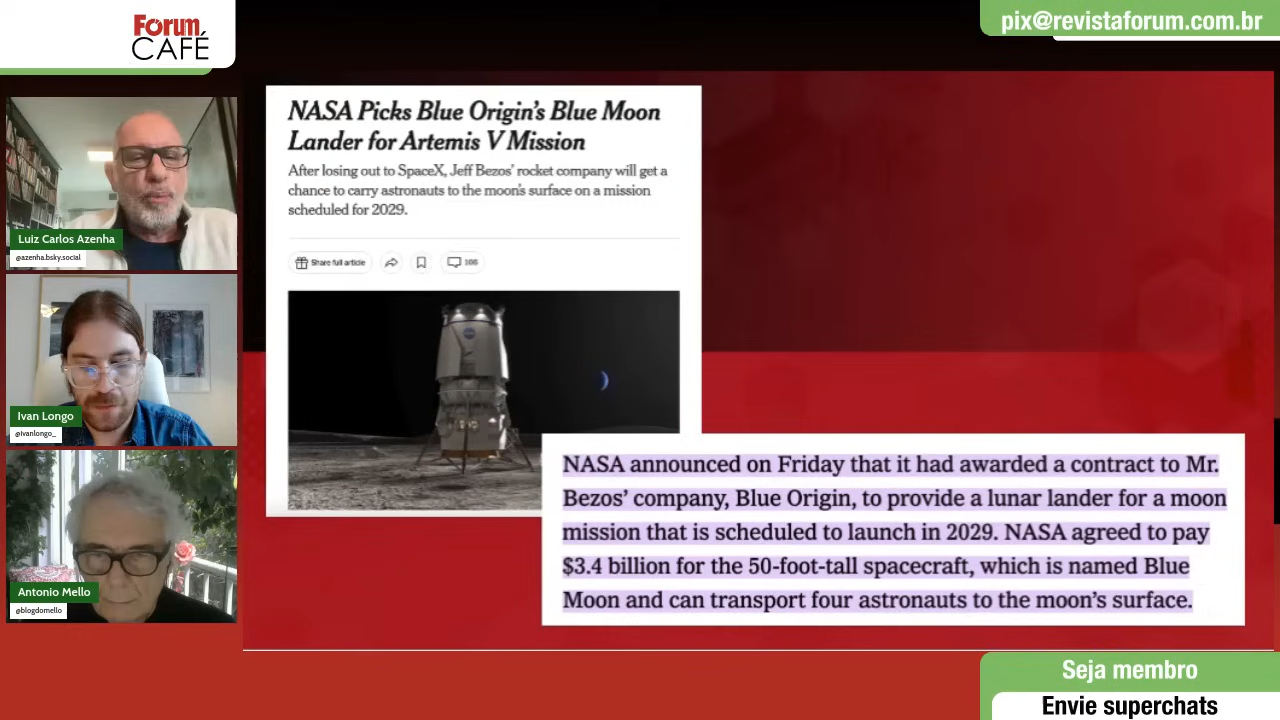 Forum
CAFÉ
pix@revistaforum.com.br
NASA Picks Blue Origin's Blue Moon
Lander for Artemis V Mission
After losing out to SpaceX, Jeff Bezos' rocket company will get a
chance to carry astronauts to the moon's surface on a mission
scheduled for 2029.
Share full article
106
Luiz Carlos Azenha
@azenha.bsky.social
Ivan Longo
@ivanlongo_
Antonio Mello
@blogdomello
NASA announced on Friday that it had awarded a contract to Mr.
Bezos' company, Blue Origin, to provide a lunar lander for a moon
mission that is scheduled to launch in 2029. NASA agreed to pay
$3.4 billion for the 50-foot-tall spacecraft, which is named Blue
Moon and can transport four astronauts to the moon's surface.
Seja membro
Envie superchats